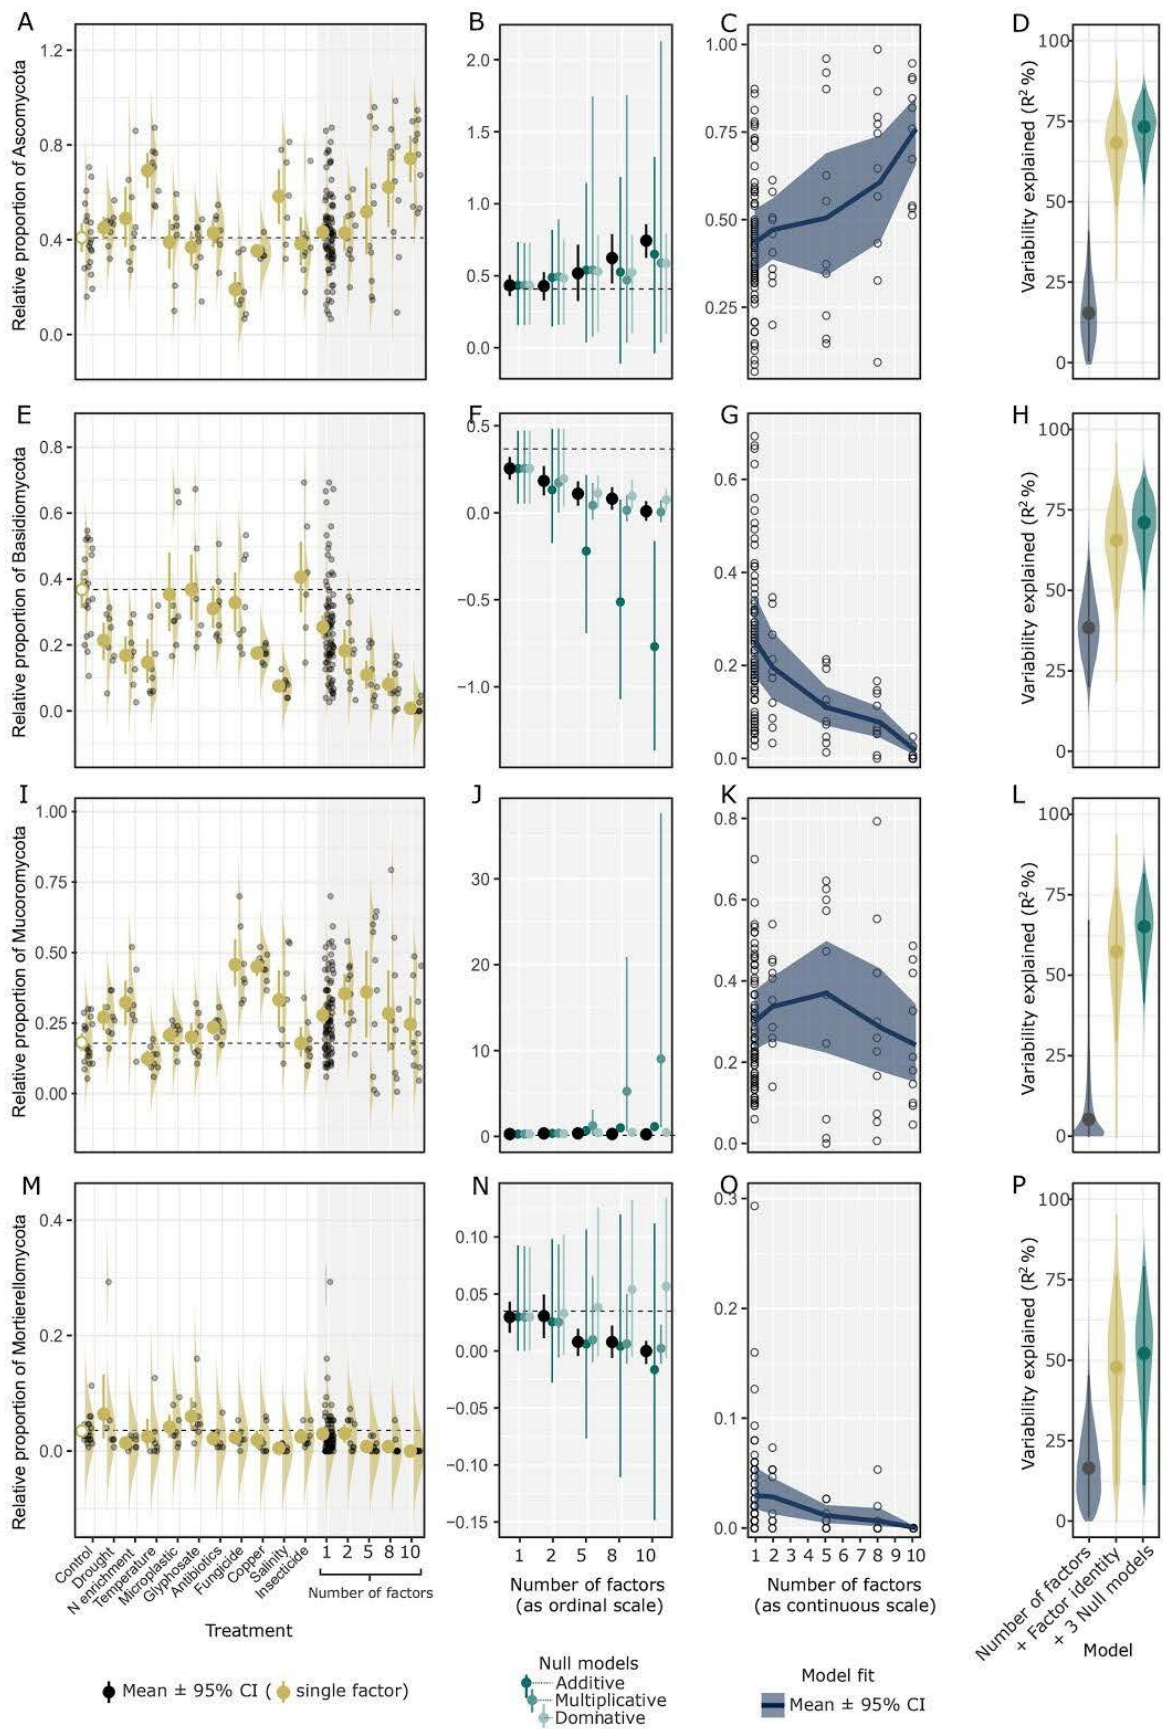 A
B
C
D
Relative proportion of Ascomycota
1.2
0.8
0.4
0.0
2.0
1.5
1.0
0.5
0.0
1.00
0.75
0.50
0.25
Variability explained (R² %)
100
75
50
25
0
E
F
G
H
Relative proportion of Basidiomycota
0.8
0.6
0.4
0.2
0.0
0.5
0.0
−0.5
−1.0
0.6
0.4
0.2
0.0
Variability explained (R² %)
100
75
50
25
0
I
J
K
L
Relative proportion of Mucoromycota
1.00
0.75
0.50
0.25
0.00
30
20
10
0
0.8
0.6
0.4
0.2
0.0
Variability explained (R² %)
100
75
50
25
0
M
N
O
P
Relative proportion of Mortierellomycota
0.4
0.2
0.0
0.10
0.05
0.00
−0.05
−0.10
−0.15
0.3
0.2
0.1
0.0
Variability explained (R² %)
100
75
50
25
0
Control
Drought
N enrichment
Temperature
Microplastic
Glyphosate
Antibiotics
Fungicide
Copper
Salinity
Insecticide
1 2 5 8 10
Number of factors
Treatment
1 2 5 8 10
Number of factors
(as ordinal scale)
1 2 3 4 5 6 7 8 9 10
Number of factors
(as continuous scale)
Number of factors
+ Factor identity
+ 3 Null models
Model
Mean ± 95% CI ( single factor)
Null models
Additive
Multiplicative
Domnative
Model fit
Mean ± 95% CI